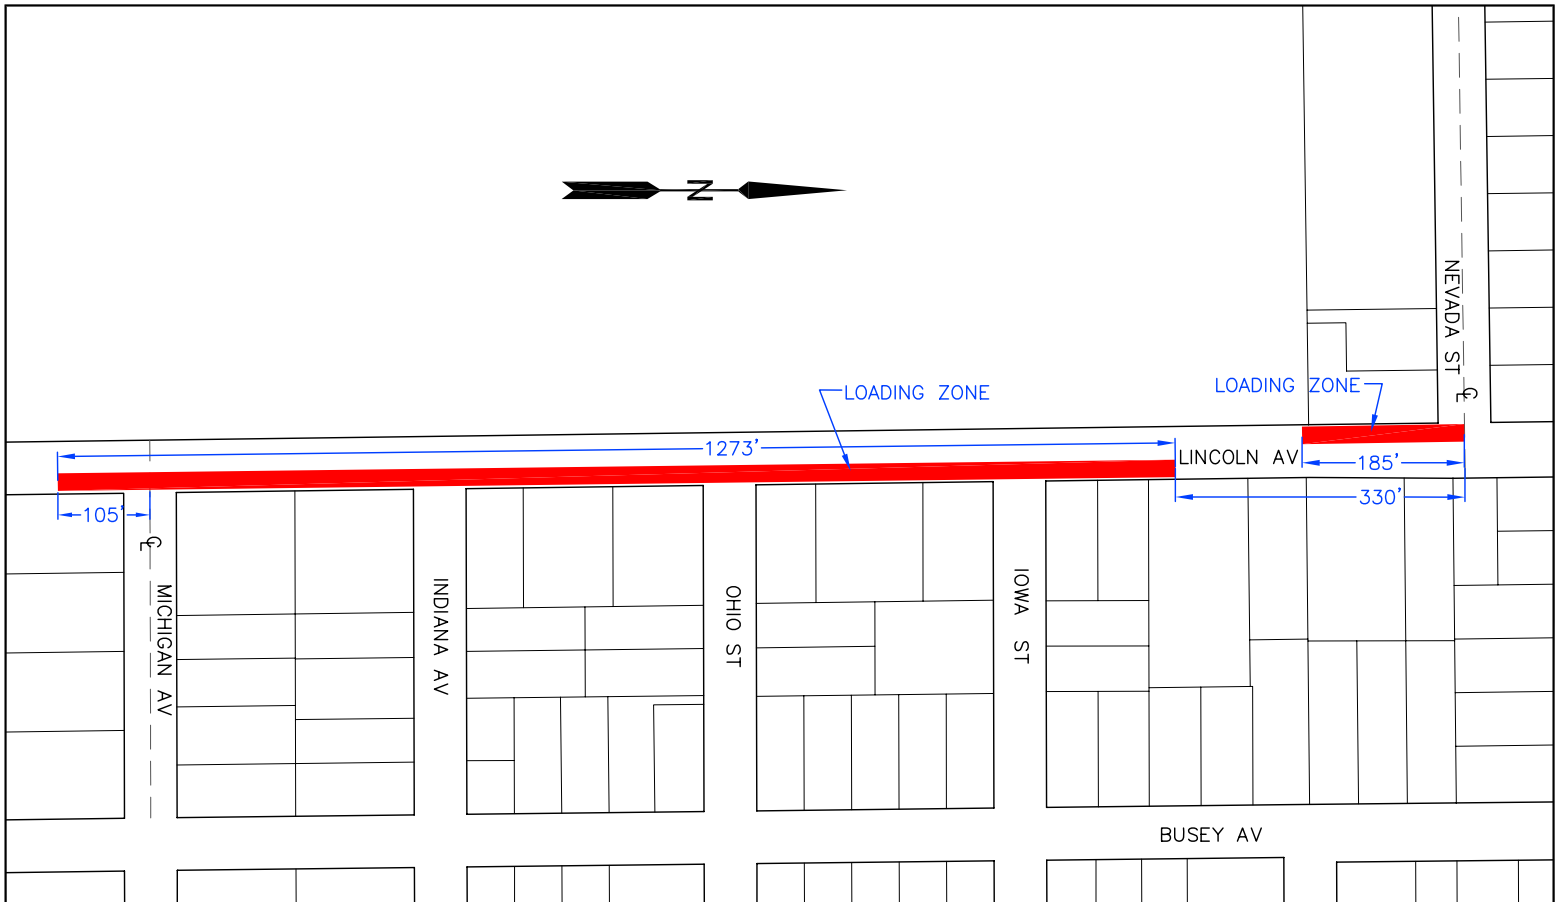 N
NEVADA ST
℄
LOADING ZONE
LOADING ZONE
1273'
LINCOLN AV
185'
330'
105'
℄
MICHIGAN AV
INDIANA AV
OHIO ST
IOWA ST
BUSEY AV